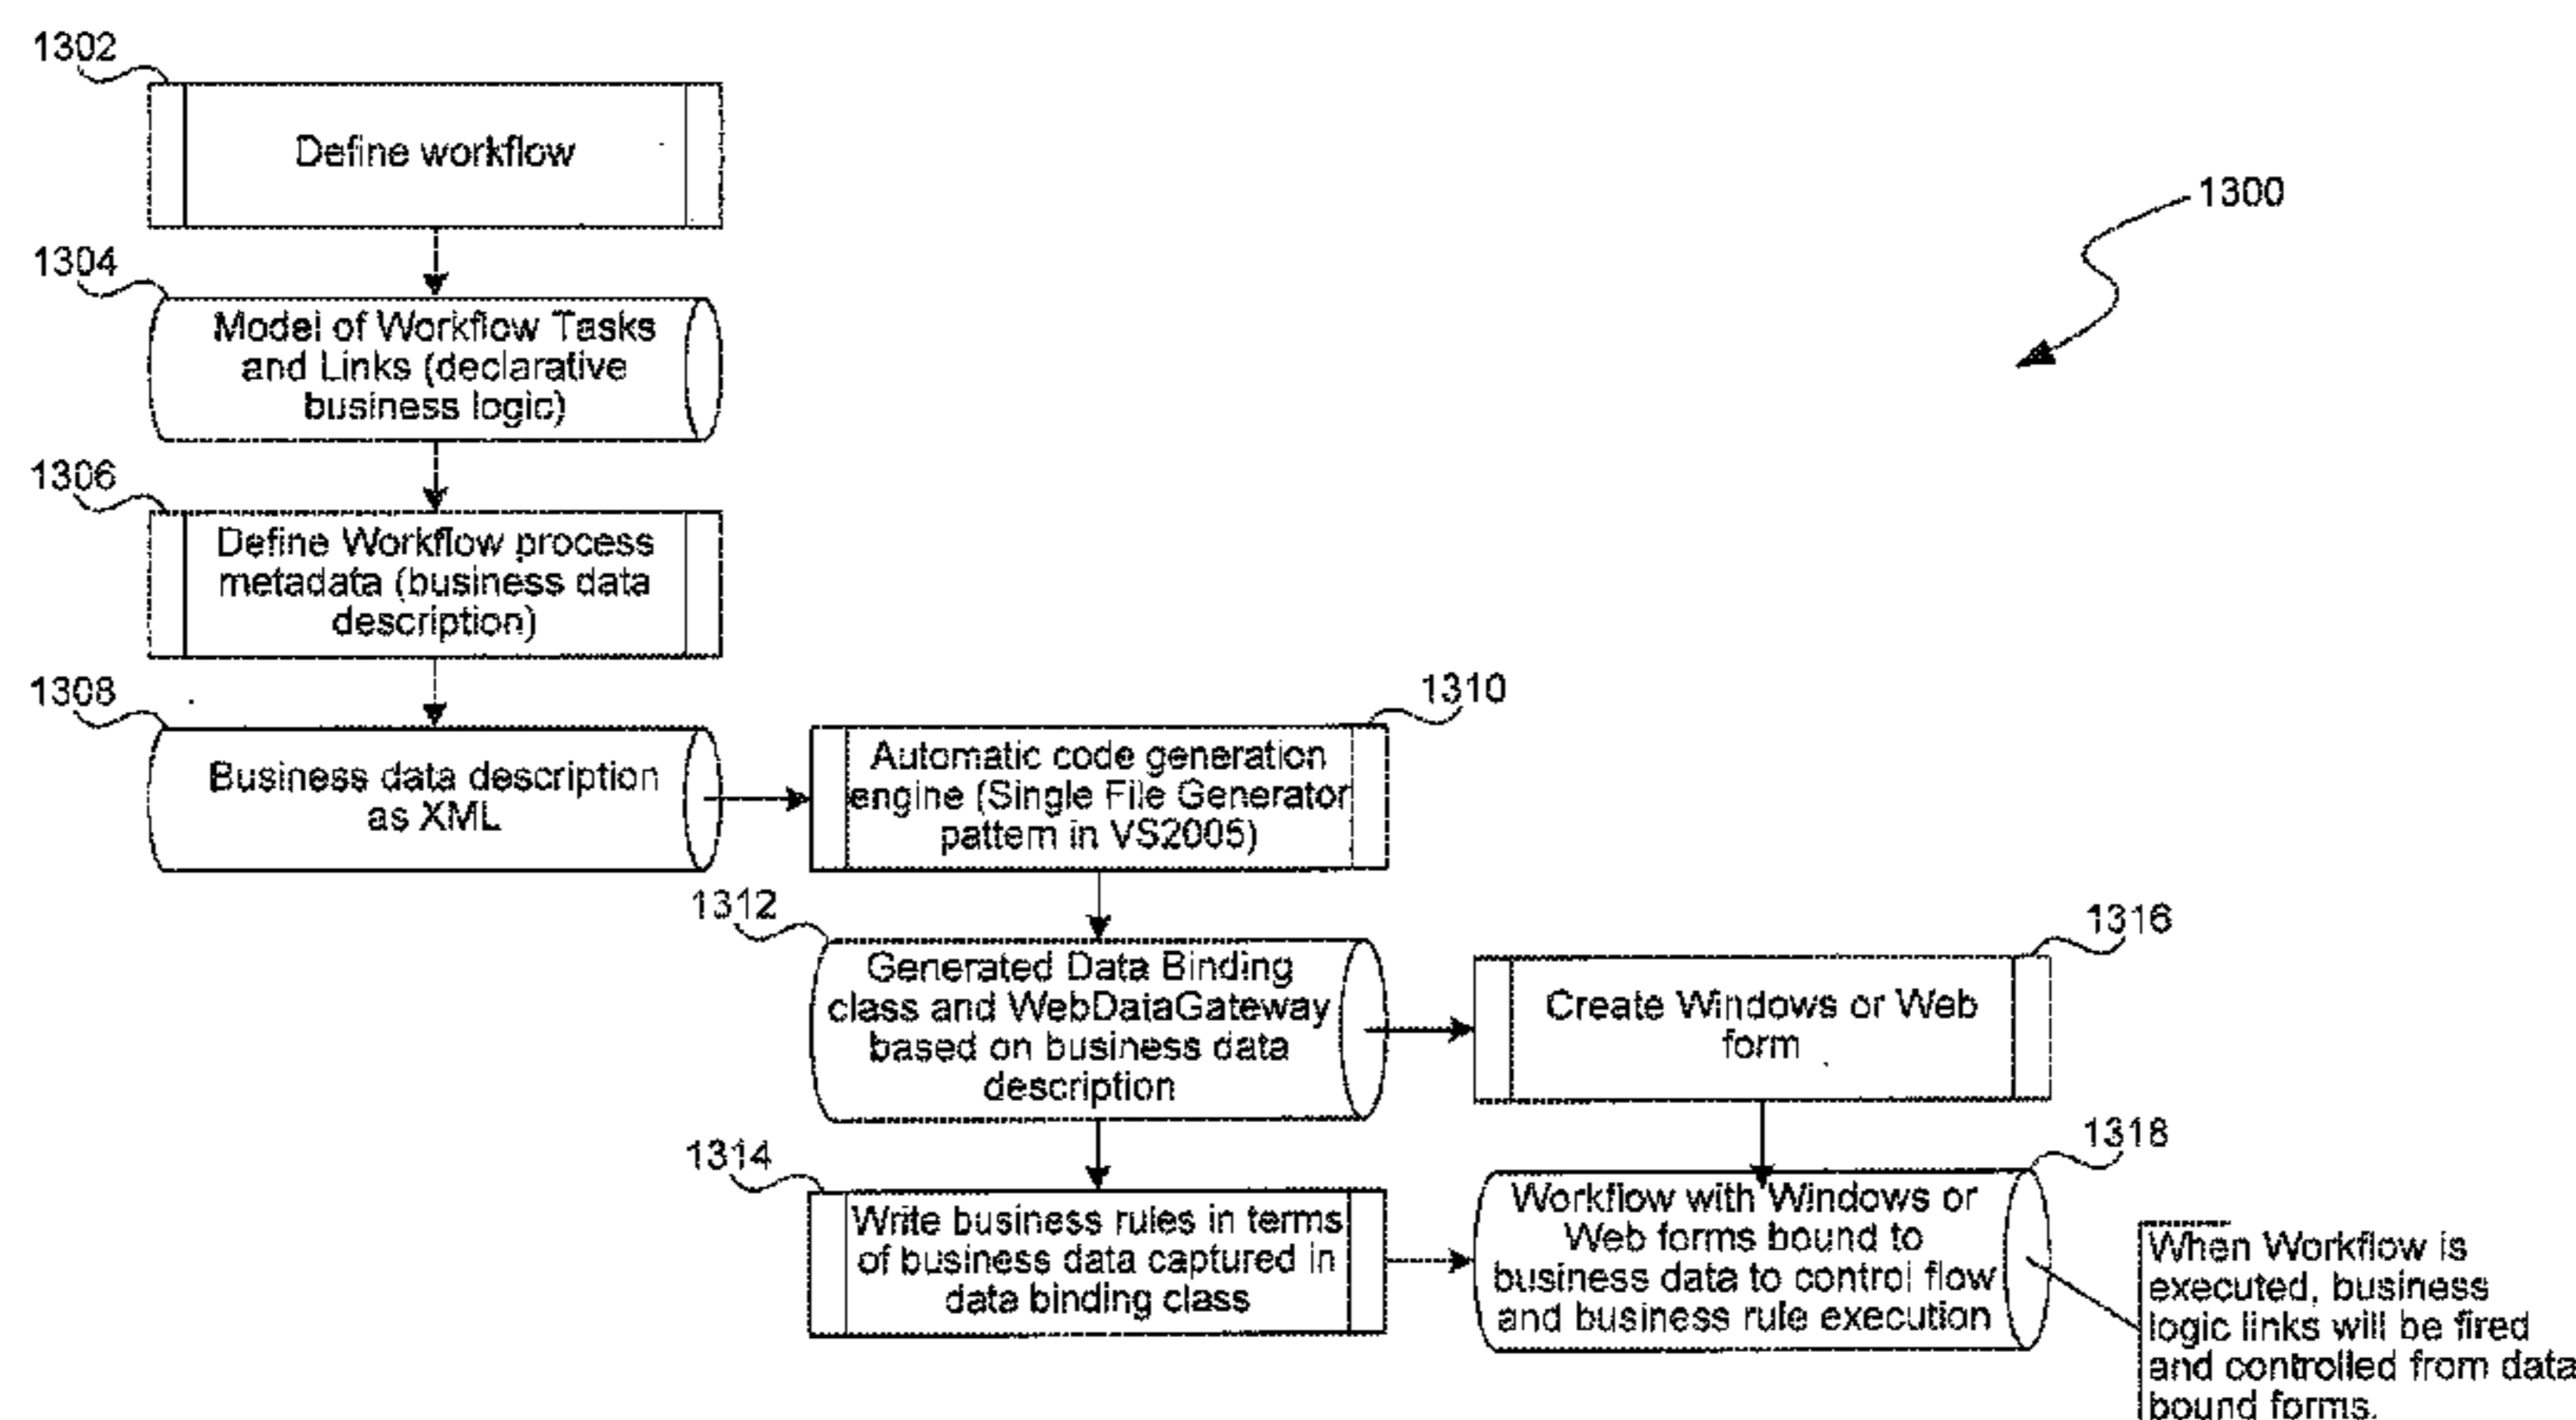 1302
Define workflow
1300
1304
Model of Workflow Tasks
and Links (declarative
business logic)
1306
Define Workflow process
metadata (business data
description)
1308
Business data description
as XML
1310
Automatic code generation
engine (Single File Generator
pattern in VS2005)
1312
Generated Data Binding
class and WebDataGateway
based on business data
description
1316
Create Windows or Web
form
1314
Write business rules in terms
of business data captured in
data binding class
1318
Workflow with Windows or
Web forms bound to
business data to control flow
and business rule execution
When Workflow is
executed, business
logic links will be fired
and controlled from data
bound forms.